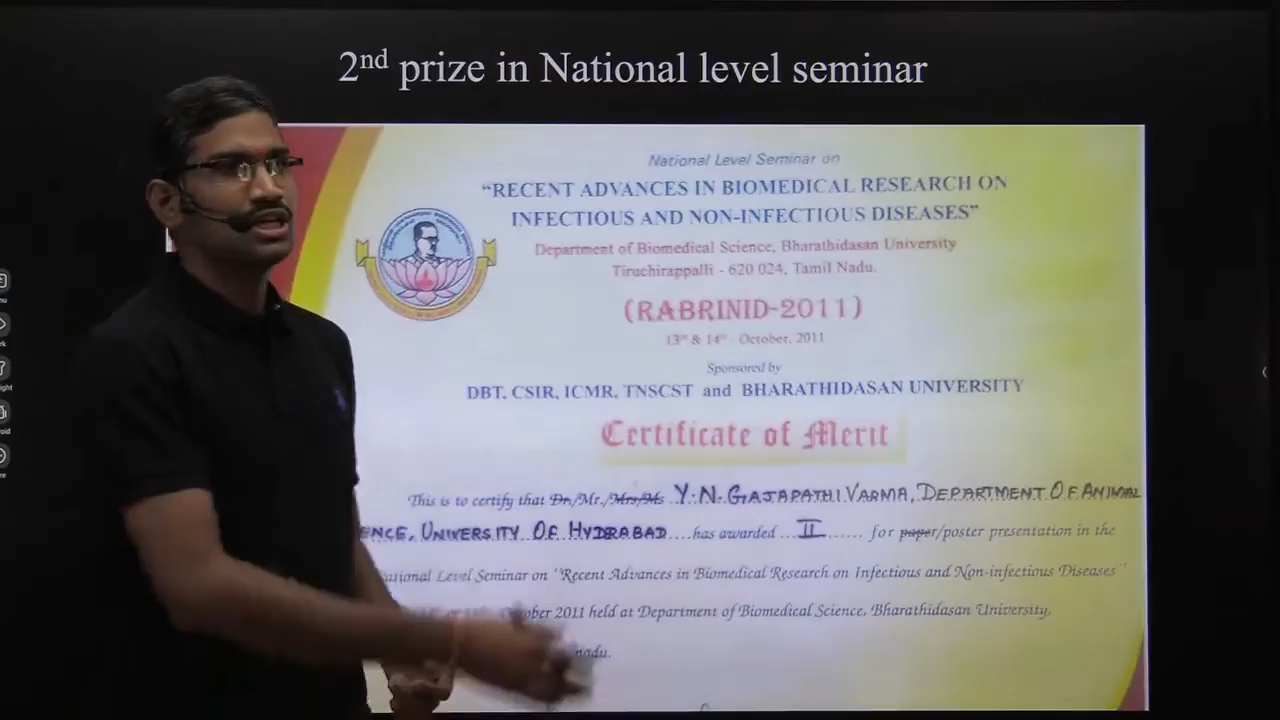 2nd prize in National level seminar
National Level Seminar on
“RECENT ADVANCES IN BIOMEDICAL RESEARCH ON
INFECTIOUS AND NON-INFECTIOUS DISEASES”
Department of Biomedical Science, Bharathidasan University
Tiruchirappalli - 620 024, Tamil Nadu.
(RABRINID-2011)
13th & 14th October, 2011
Sponsored by
DBT, CSIR, ICMR, TNSCST and BHARATHIDASAN UNIVERSITY
Certificate of Merit
This is to certify that Dr./Mr./Mrs/Ms Y.N. GAJAPATHI VARMA, DEPARTMENT OF ANIMAL
ENCE, UNIVERSITY OF HYDRABAD ....has awarded ...II...... for paper/poster presentation in the
ational Level Seminar on “Recent Advances in Biomedical Research on Infectious and Non-infectious Diseases”
ober 2011 held at Department of Biomedical Science, Bharathidasan University,
nadu.